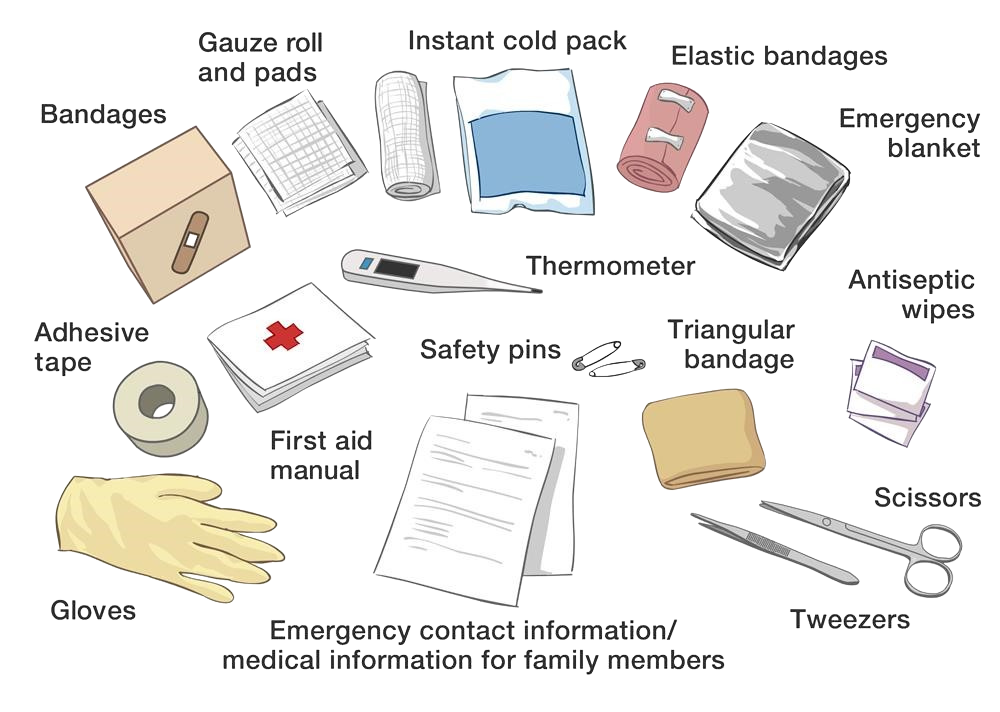 Gauze roll
and pads
Instant cold pack
Elastic bandages
Bandages
Emergency
blanket
Thermometer
Antiseptic
wipes
Adhesive
tape
Safety pins
Triangular
bandage
First aid
manual
Scissors
Gloves
Tweezers
Emergency contact information/
medical information for family members